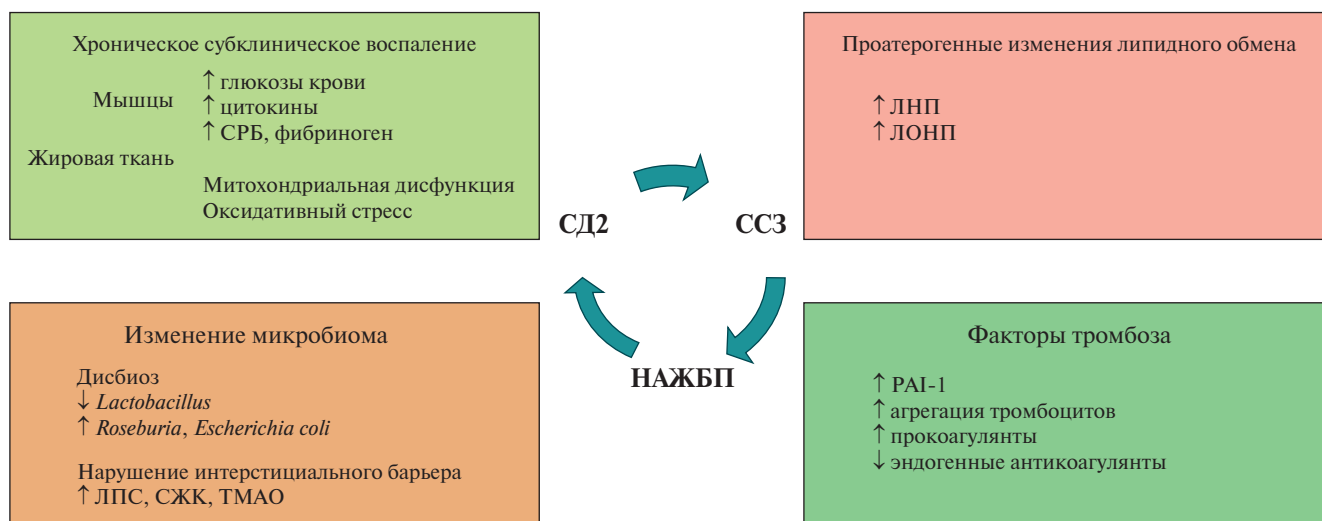 Хроническое субклиническое воспаление
Мышцы
↑ глюкозы крови
↑ цитокины
↑ СРБ, фибриноген
Жировая ткань
Митохондриальная дисфункция
Оксидативный стресс
Проатерогенные изменения липидного обмена
↑ ЛНП
↑ ЛОНП
СД2
ССЗ
НАЖБП
Изменение микробиома
Дисбиоз
↓ Lactobacillus
↑ Roseburia, Escherichia coli
Нарушение интерстициального барьера
↑ ЛПС, СЖК, ТМАО
Факторы тромбоза
↑ PAI-1
↑ агрегация тромбоцитов
↑ прокоагулянты
↓ эндогенные антикоагулянты